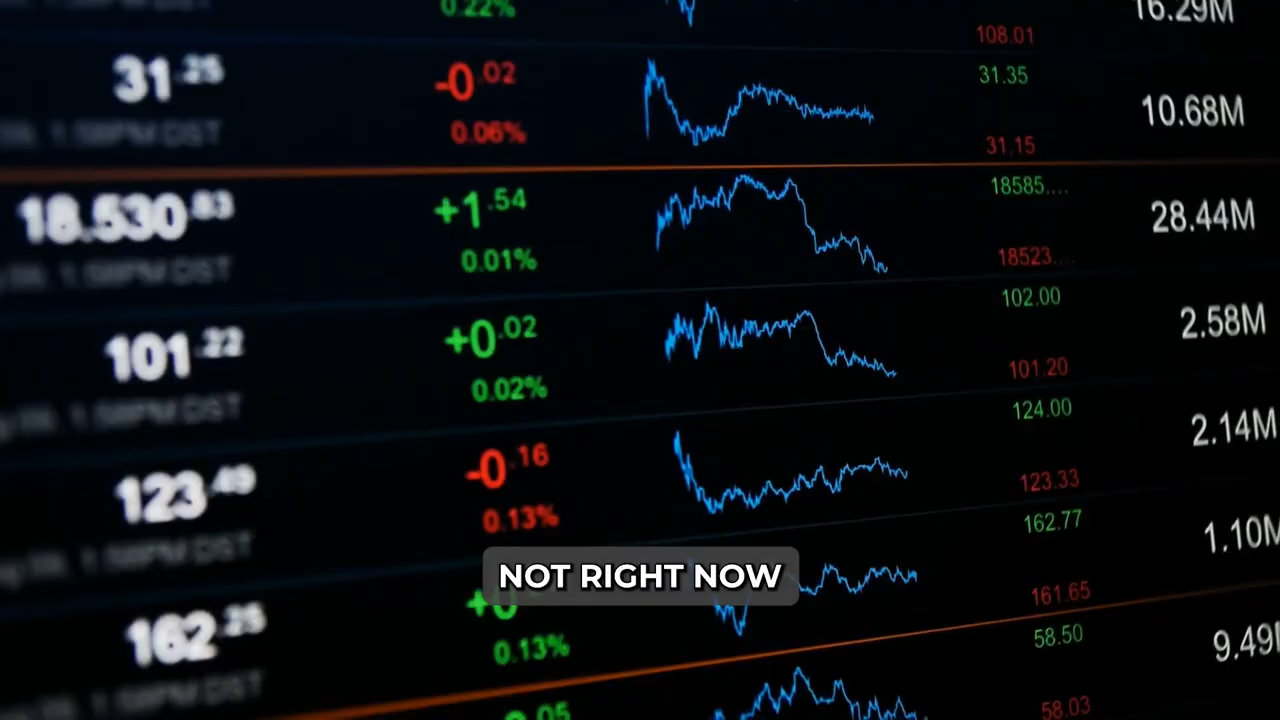 0.22% 16.29M
108.01
31.25 -0.02 31.35 10.68M
0.06% 31.15
18.530.83 +1.54 18585.... 28.44M
0.01% 18523....
101.22 +0.02 102.00 2.58M
0.02% 101.20
123.49 -0.16 124.00 2.14M
0.13% 123.33
162.25 +0 162.77 1.10M
NOT RIGHT NOW
0.13% 161.65
58.50 9.49
58.03